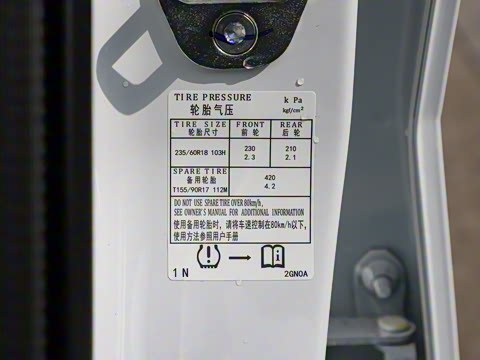 TIRE PRESSURE k Pa
轮胎气压 kgf/cm²
TIRE SIZE FRONT REAR
轮胎尺寸 前 轮 后 轮
235/60R18 103H 230 210
2.3 2.1
SPARE TIRE 420
备用轮胎 4.2
T155/90R17 112M
DO NOT USE SPARE TIRE OVER 80km/h,
SEE OWNER'S MANUAL FOR ADDITIONAL INFORMATION
使用备用轮胎时,请将车速控制在80km/h以下,
使用方法参照用户手册
1 N 2GN0A